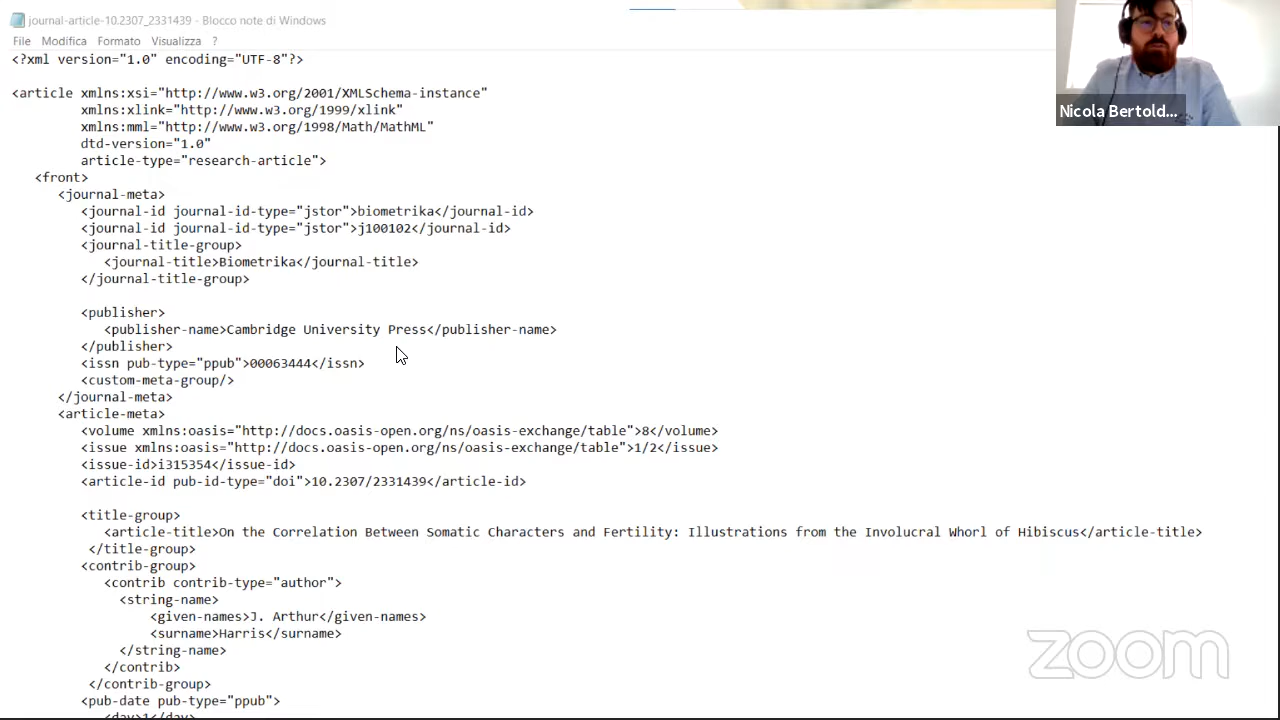 journal-article-10.2307_2331439 - Blocco note di Windows
File Modifica Formato Visualizza ?
<?xml version="1.0" encoding="UTF-8"?>
<article xmlns:xsi="http://www.w3.org/2001/XMLSchema-instance"
xmlns:xlink="http://www.w3.org/1999/xlink"
xmlns:mml="http://www.w3.org/1998/Math/MathML"
dtd-version="1.0"
article-type="research-article">
<front>
<journal-meta>
<journal-id journal-id-type="jstor">biometrika</journal-id>
<journal-id journal-id-type="jstor">j100102</journal-id>
<journal-title-group>
<journal-title>Biometrika</journal-title>
</journal-title-group>
<publisher>
<publisher-name>Cambridge University Press</publisher-name>
</publisher>
<issn pub-type="ppub">00063444</issn>
<custom-meta-group/>
</journal-meta>
<article-meta>
<volume xmlns:oasis="http://docs.oasis-open.org/ns/oasis-exchange/table">8</volume>
<issue xmlns:oasis="http://docs.oasis-open.org/ns/oasis-exchange/table">1/2</issue>
<issue-id>i315354</issue-id>
<article-id pub-id-type="doi">10.2307/2331439</article-id>
<title-group>
<article-title>On the Correlation Between Somatic Characters and Fertility: Illustrations from the Involucral Whorl of Hibiscus</article-title>
</title-group>
<contrib-group>
<contrib contrib-type="author">
<string-name>
<given-names>J. Arthur</given-names>
<surname>Harris</surname>
</string-name>
</contrib>
</contrib-group>
<pub-date pub-type="ppub">
<day>1</day>
Nicola Bertold...
zoom